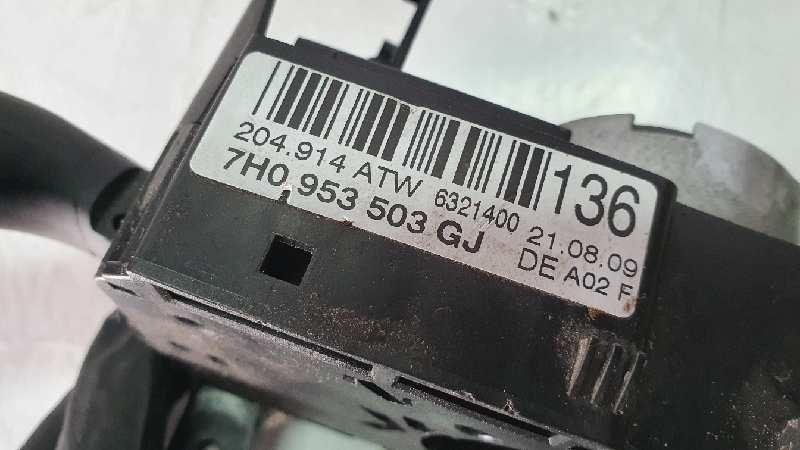 136
204.914 ATW 6321400 21.08.09
7H0 953 503 GJ DE A02 F